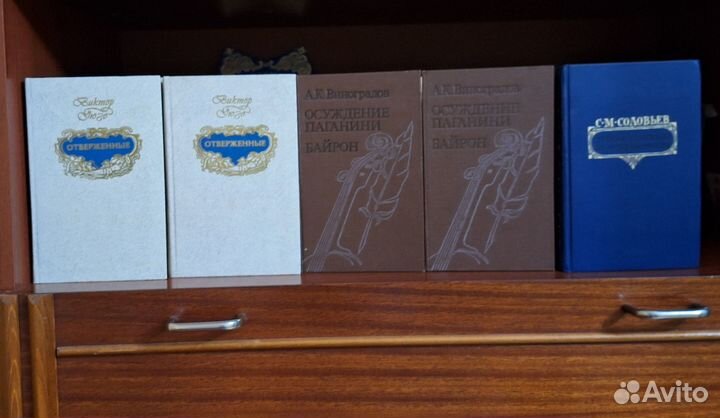 Виктор
Гюго
ОТВЕРЖЕННЫЕ
Виктор
Гюго
ОТВЕРЖЕННЫЕ
А.К.Виноградов
ОСУЖДЕНИЕ
ПАГАНИНИ
БАЙРОН
А.К.Виноградов
ОСУЖДЕНИЕ
ПАГАНИНИ
БАЙРОН
С·М·СОЛОВЬЕВ
Avito